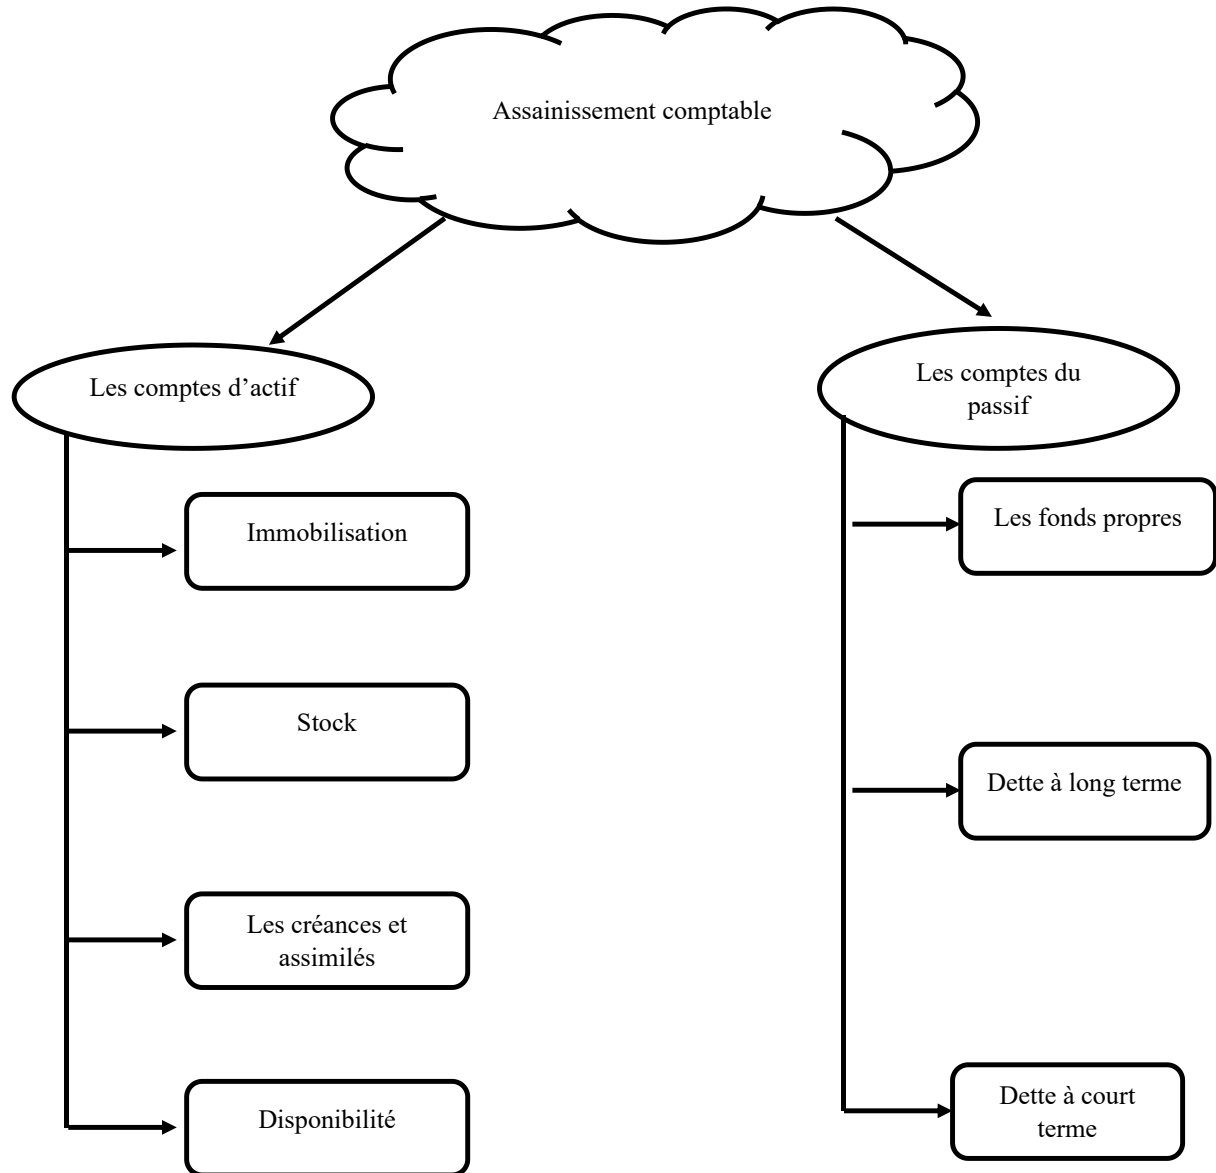 Assainissement comptable
Les comptes d’actif
Les comptes du
passif
Immobilisation
Les fonds propres
Stock
Dette à long terme
Les créances et
assimilés
Disponibilité
Dette à court
terme